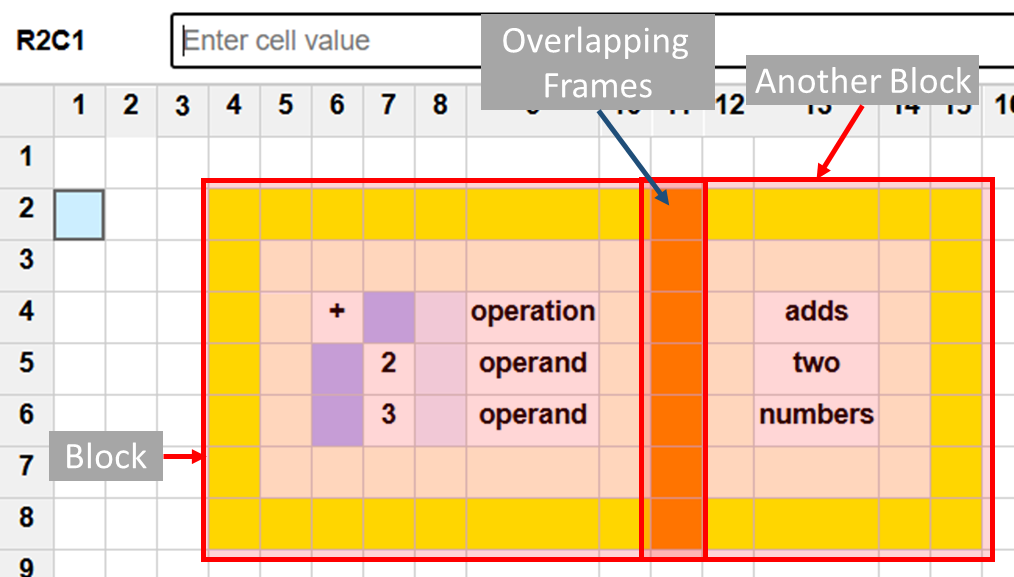 R2C1
Enter cell value
Overlapping
Frames
Another Block
1 2 3 4 5 6 7 8 9 10 11 12 13 14 15 16
1
2
3
4 + operation adds
5 2 operand two
6 3 operand numbers
7
Block
8
9